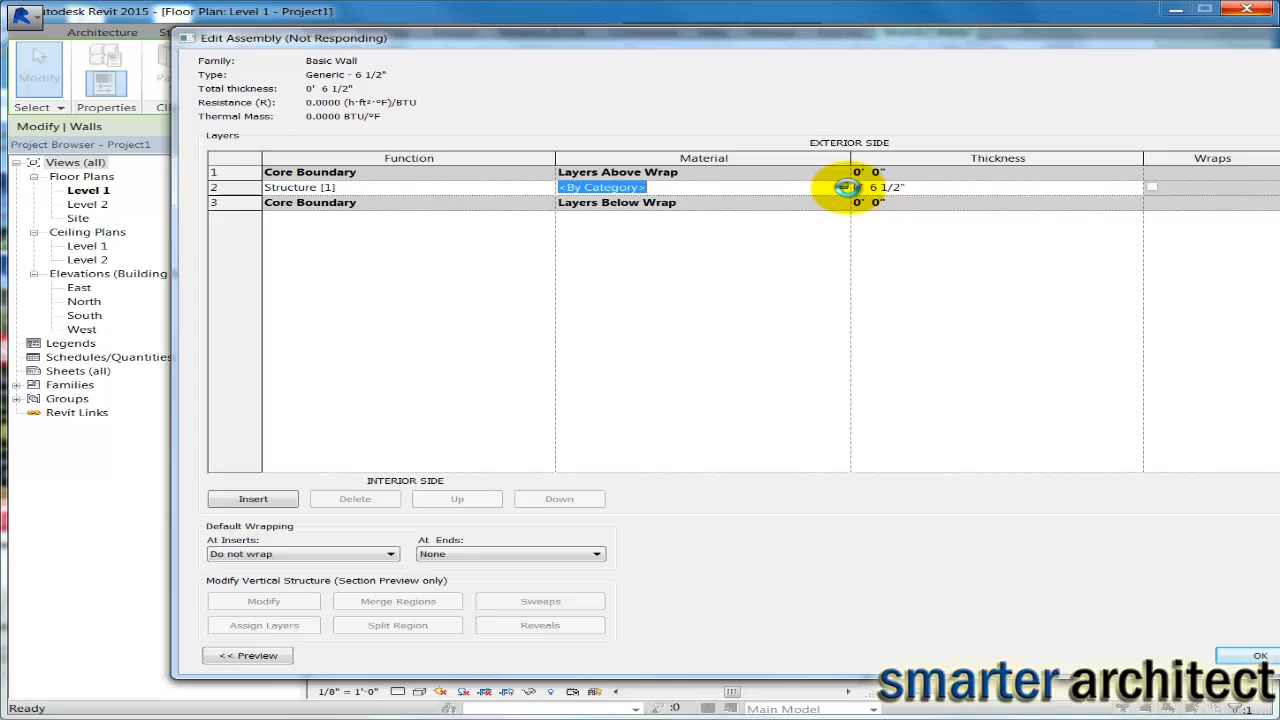 Autodesk Revit 2015 - [Floor Plan: Level 1 - Project1]
Architecture
Edit Assembly (Not Responding)
Modify
Select
Properties
Modify | Walls
Project Browser - Project1
Views (all)
Floor Plans
Level 1
Level 2
Site
Ceiling Plans
Level 1
Level 2
Elevations (Building
East
North
South
West
Legends
Schedules/Quantities
Sheets (all)
Families
Groups
Revit Links
Family: Basic Wall
Type: Generic - 6 1/2"
Total thickness: 0' 6 1/2"
Resistance (R): 0.0000 (h·ft²·°F)/BTU
Thermal Mass: 0.0000 BTU/°F
Layers
EXTERIOR SIDE
Function Material Thickness Wraps
1 Core Boundary Layers Above Wrap 0' 0"
2 Structure [1] <By Category> 0' 6 1/2"
3 Core Boundary Layers Below Wrap 0' 0"
INTERIOR SIDE
Insert Delete Up Down
Default Wrapping
At Inserts: At Ends:
Do not wrap None
Modify Vertical Structure (Section Preview only)
Modify Merge Regions Sweeps
Assign Layers Split Region Reveals
<< Preview OK
smarter architect
1/8" = 1'-0"
Ready :0 Main Model :1